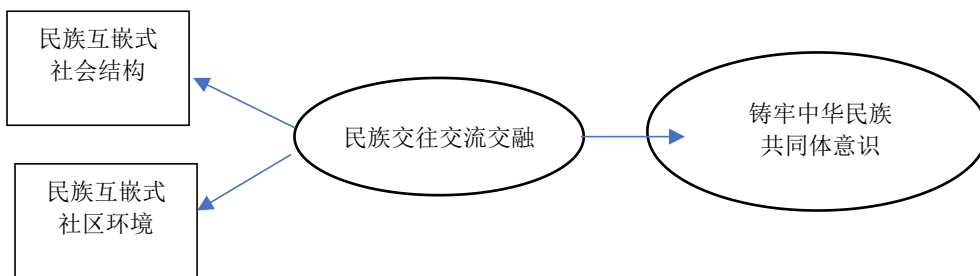 民族互嵌式
社会结构
民族互嵌式
社区环境
民族交往交流交融
铸牢中华民族
共同体意识